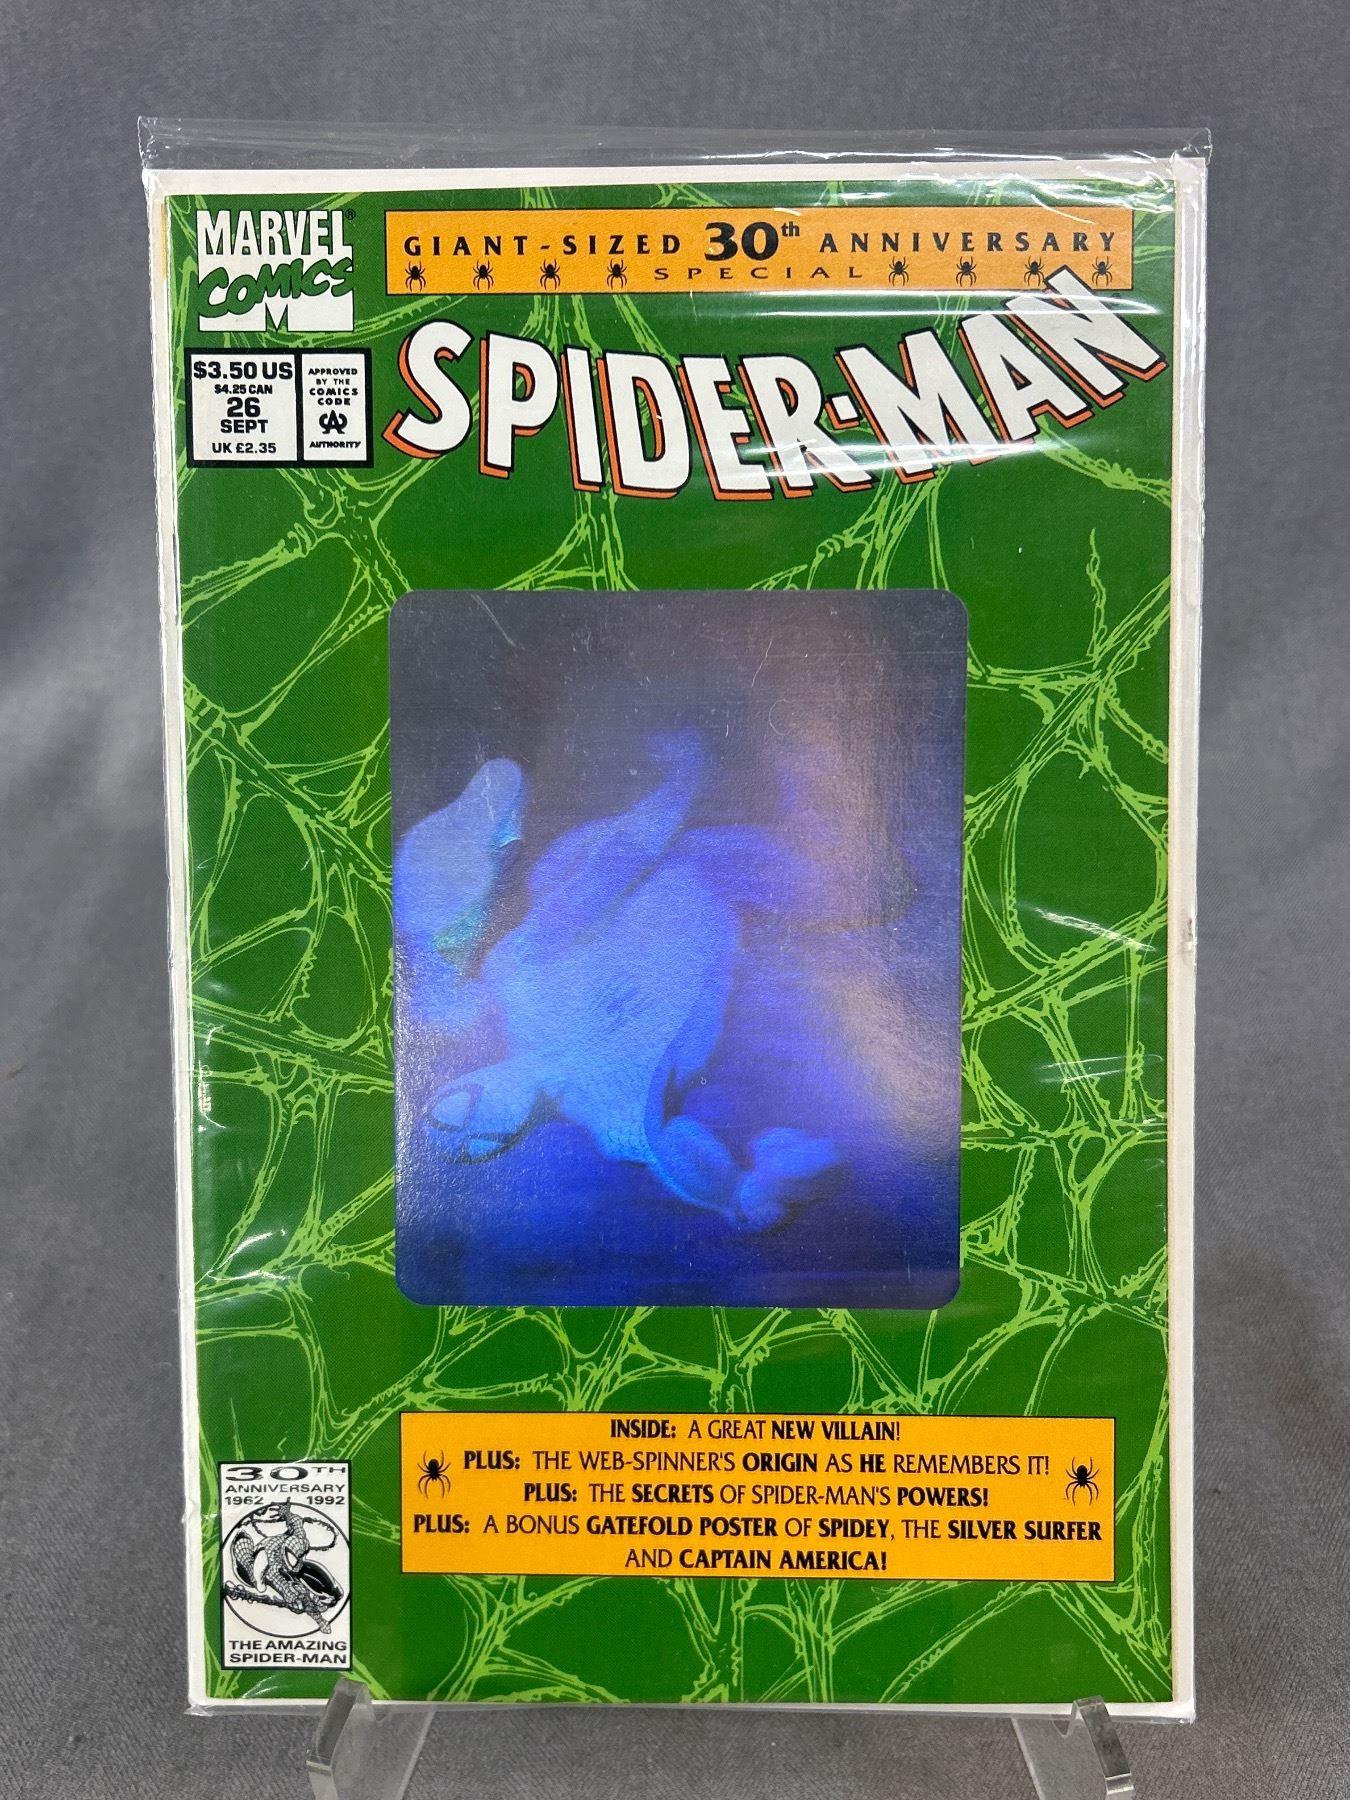 MARVEL®
COMICS
M
GIANT-SIZED 30th ANNIVERSARY
SPECIAL
SPIDER-MAN
$3.50 US
$4.25 CAN
26
SEPT
UK £2.35
APPROVED
BY THE
COMICS
CODE
CA
AUTHORITY
INSIDE: A GREAT NEW VILLAIN!
PLUS: THE WEB-SPINNER'S ORIGIN AS HE REMEMBERS IT!
PLUS: THE SECRETS OF SPIDER-MAN'S POWERS!
PLUS: A BONUS GATEFOLD POSTER OF SPIDEY, THE SILVER SURFER
AND CAPTAIN AMERICA!
30TH
ANNIVERSARY
1962 1992
THE AMAZING
SPIDER-MAN